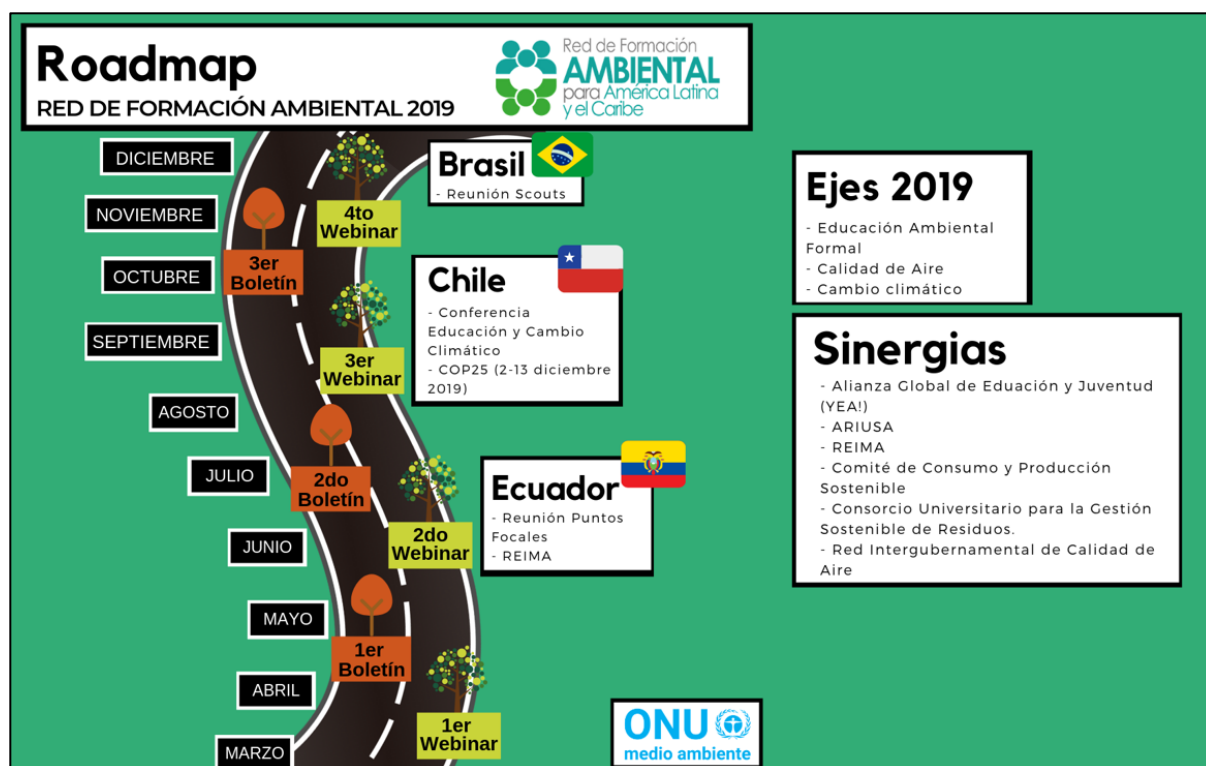 Roadmap
RED DE FORMACIÓN AMBIENTAL 2019
Red de Formación
AMBIENTAL
para América Latina
y el Caribe
DICIEMBRE
NOVIEMBRE
OCTUBRE
SEPTIEMBRE
AGOSTO
JULIO
JUNIO
MAYO
ABRIL
MARZO
4to
Webinar
3er
Boletín
3er
Webinar
2do
Boletín
2do
Webinar
1er
Boletín
1er
Webinar
Brasil
- Reunión Scouts
Chile
- Conferencia
Educación y Cambio
Climático
- COP25 (2-13 diciembre
2019)
Ecuador
- Reunión Puntos
Focales
- REIMA
Ejes 2019
- Educación Ambiental
Formal
- Calidad de Aire
- Cambio climático
Sinergias
- Alianza Global de Eduación y Juventud
(YEA!)
- ARIUSA
- REIMA
- Comité de Consumo y Producción
Sostenible
- Consorcio Universitario para la Gestión
Sostenible de Residuos.
- Red Intergubernamental de Calidad de
Aire
ONU
medio ambiente